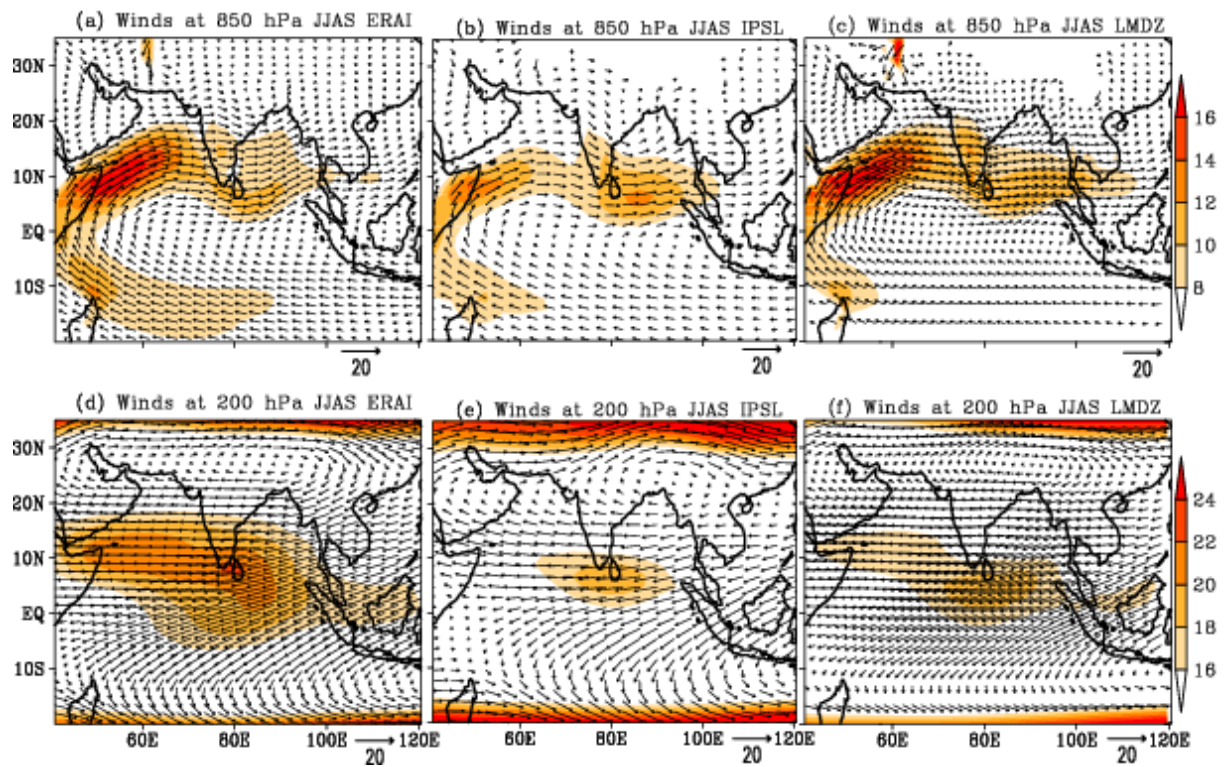 (a) Winds at 850 hPa JJAS ERAI
(b) Winds at 850 hPa JJAS IPSL
(c) Winds at 850 hPa JJAS LMDZ
30N
20N
10N
EQ
10S
16
14
12
10
8
20
20
20
(d) Winds at 200 hPa JJAS ERAI
(e) Winds at 200 hPa JJAS IPSL
(f) Winds at 200 hPa JJAS LMDZ
30N
20N
10N
EQ
10S
24
22
20
18
16
60E 80E 100E 120E 60E 80E 100E 120E 60E 80E 100E 120E
20
20
20